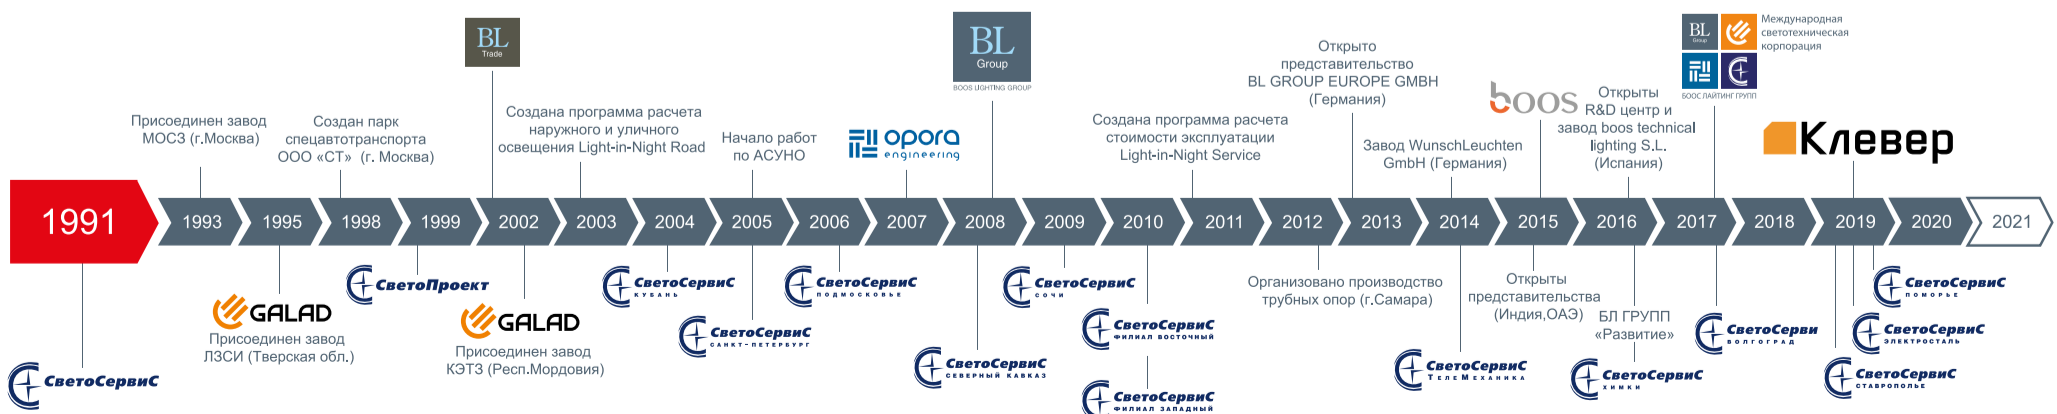 BL
Trade
BL
Group
BOOS LIGHTING GROUP
BL
Group
Международная
светотехническая
корпорация
БООС ЛАЙТИНГ ГРУПП
Присоединен завод
МОСЗ (г.Москва)
Создан парк
спецавтотранспорта
ООО «СТ» (г. Москва)
Создана программа расчета
наружного и уличного
освещения Light-in-Night Road
Начало работ
по АСУНО
opora
engineering
Создана программа расчета
стоимости эксплуатации
Light-in-Night Service
Открыто
представительство
BL GROUP EUROPE GMBH
(Германия)
Завод WunschLeuchten
GmbH (Германия)
boos
Открыты
R&D центр и
завод boos technical
lighting S.L.
(Испания)
Клевер
1991
1993
1995
1998
1999
2002
2003
2004
2005
2006
2007
2008
2009
2010
2011
2012
2013
2014
2015
2016
2017
2018
2019
2020
2021
СветоСервиС
GALAD
Присоединен завод
ЛЗСИ (Тверская обл.)
СветоПроект
GALAD
Присоединен завод
КЭТЗ (Респ.Мордовия)
СветоСервиС
КУБАНЬ
СветоСервиС
САНКТ-ПЕТЕРБУРГ
СветоСервиС
ПОДМОСКОВЬЕ
СветоСервиС
СЕВЕРНЫЙ КАВКАЗ
СветоСервиС
СОЧИ
СветоСервиС
ФИЛИАЛ ВОСТОЧНЫЙ
СветоСервиС
ФИЛИАЛ ЗАПАДНЫЙ
Организовано производство
трубных опор (г.Самара)
СветоСервиС
ТЕЛЕМЕХАНИКА
Открыты
представительства
(Индия,ОАЭ)
БЛ ГРУПП
«Развитие»
СветоСервиС
ХИМКИ
СветоСерви
ВОЛГОГРАД
СветоСервиС
ПОМОРЬЕ
СветоСервиС
ЭЛЕКТРОСТАЛЬ
СветоСервиС
СТАВРОПОЛЬЕ